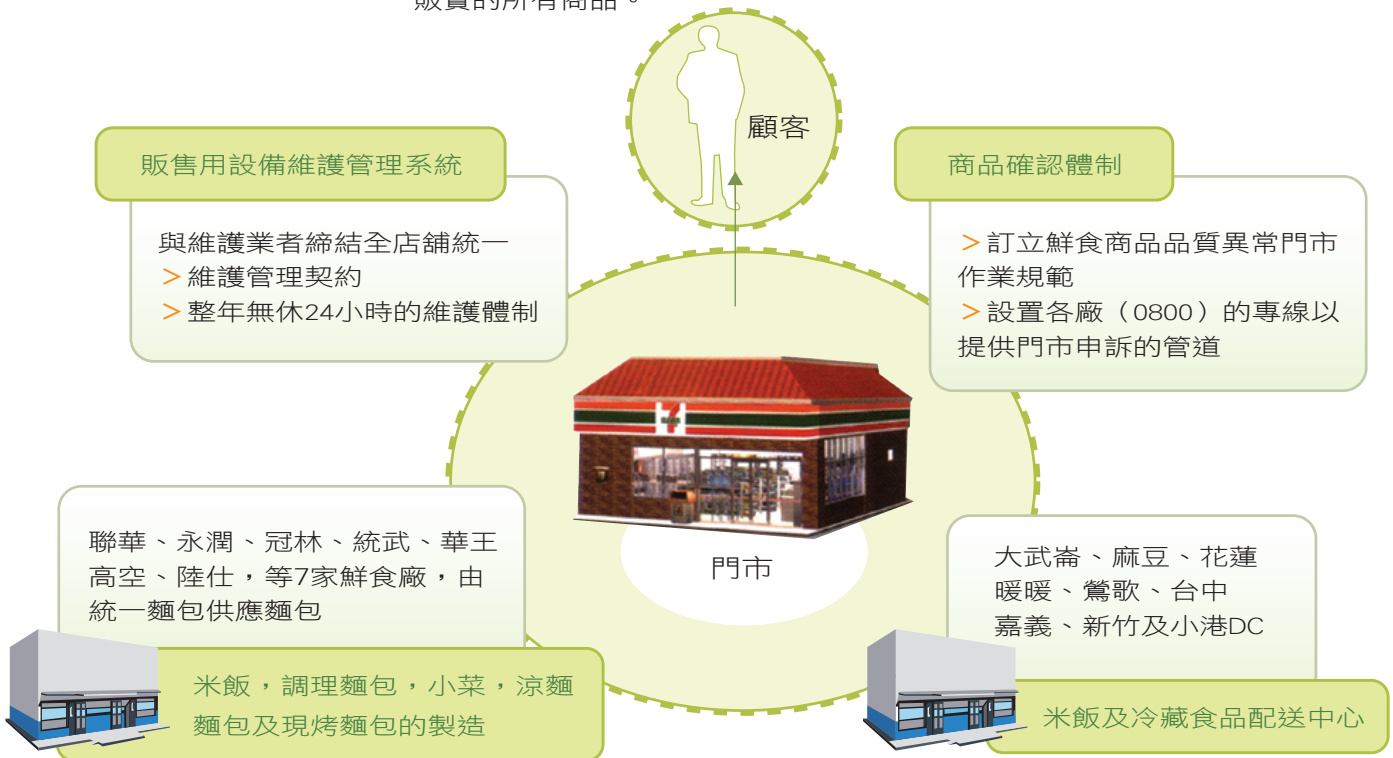 販賣的所有商品。
顧客
販售用設備維護管理系統
與維護業者締結全店舖統一
＞維護管理契約
＞整年無休24小時的維護體制
商品確認體制
＞訂立鮮食商品品質異常門市
作業規範
＞設置各廠（0800）的專線以
提供門市申訴的管道
門市
聯華、永潤、冠林、統武、華王
高空、陸仕，等7家鮮食廠，由
統一麵包供應麵包
米飯，調理麵包，小菜，涼麵
麵包及現烤麵包的製造
大武崙、麻豆、花蓮
暖暖、鶯歌、台中
嘉義、新竹及小港DC
米飯及冷藏食品配送中心